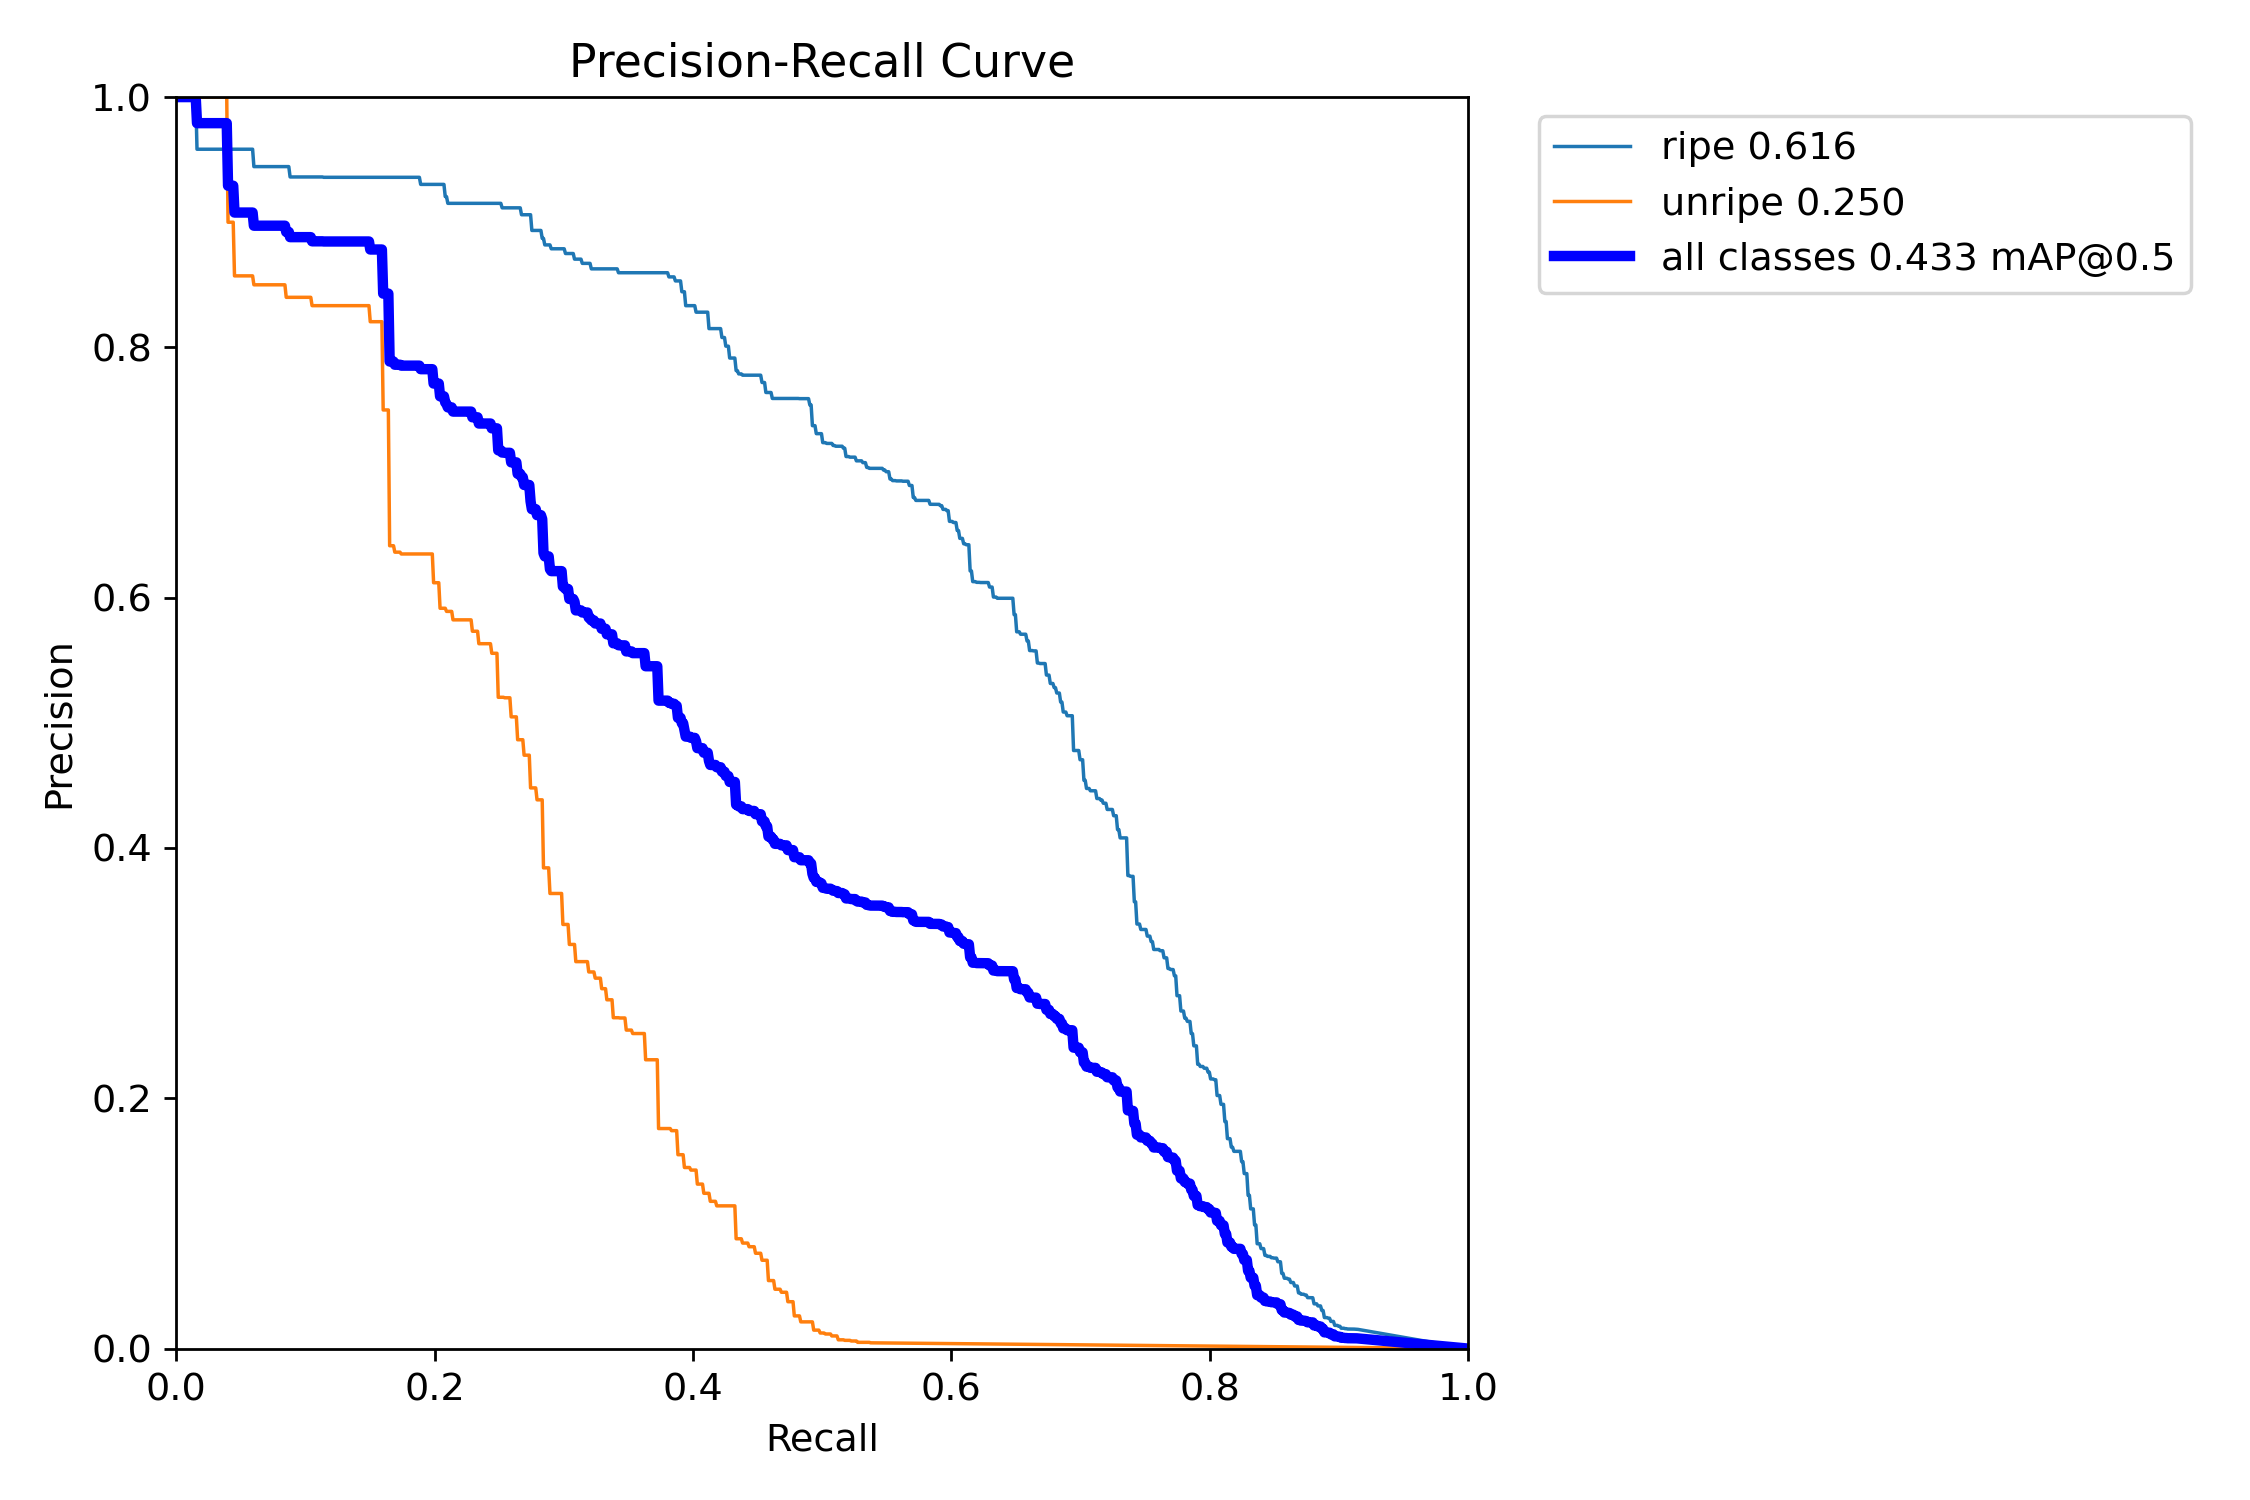 Precision-Recall Curve
1.0
0.8
0.6
0.4
0.2
0.0
Precision
0.0 0.2 0.4 0.6 0.8 1.0
Recall
ripe 0.616
unripe 0.250
all classes 0.433 mAP@0.5